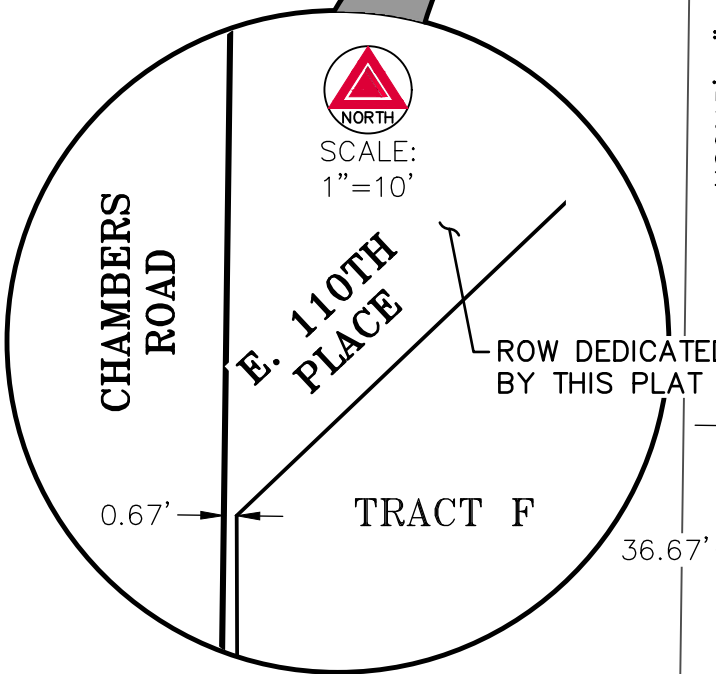 NORTH
SCALE:
1"=10'
CHAMBERS
ROAD
E. 110TH
PLACE
ROW DEDICATED
BY THIS PLAT
0.67'
TRACT F
36.67'